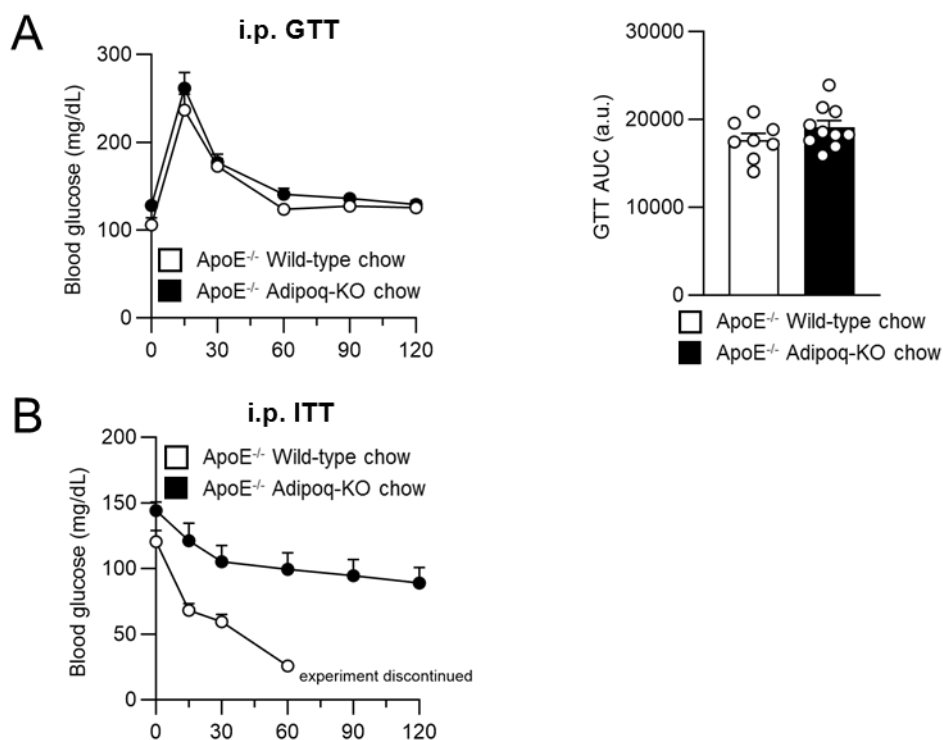 A
i.p. GTT
Blood glucose (mg/dL)
300
200
100
0
0 30 60 90 120
ApoE-/- Wild-type chow
ApoE-/- Adipoq-KO chow
GTT AUC (a.u.)
30000
20000
10000
0
ApoE-/- Wild-type chow
ApoE-/- Adipoq-KO chow
B
i.p. ITT
Blood glucose (mg/dL)
200
150
100
50
0
0 30 60 90 120
ApoE-/- Wild-type chow
ApoE-/- Adipoq-KO chow
experiment discontinued